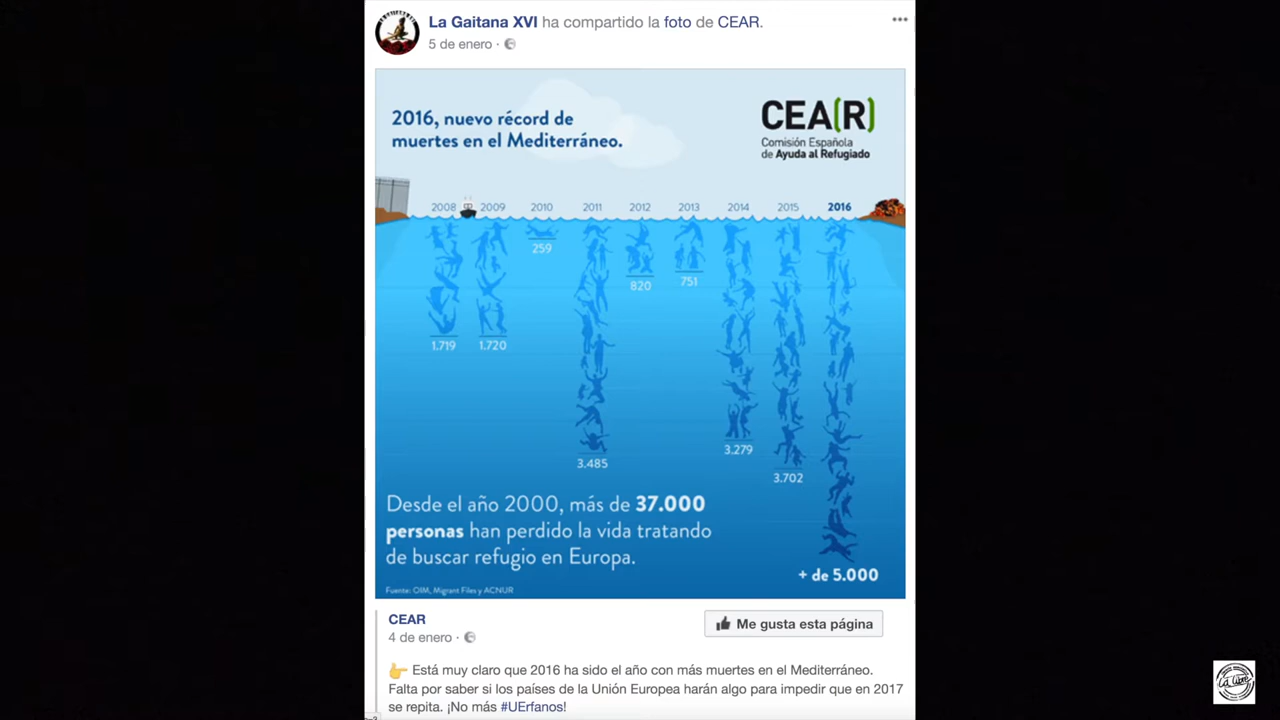 La Gaitana XVI ha compartido la foto de CEAR.
5 de enero ·
2016, nuevo récord de
muertes en el Mediterráneo.
CEA(R)
Comisión Española
de Ayuda al Refugiado
2008 2009 2010 2011 2012 2013 2014 2015 2016
259
820
751
1.719
1.720
3.485
3.279
3.702
Desde el año 2000, más de 37.000
personas han perdido la vida tratando
de buscar refugio en Europa.
+ de 5.000
Fuente: OIM, Migrant Files y ACNUR
CEAR
4 de enero ·
Me gusta esta página
Está muy claro que 2016 ha sido el año con más muertes en el Mediterráneo.
Falta por saber si los países de la Unión Europea harán algo para impedir que en 2017
se repita. ¡No más #UErfanos!